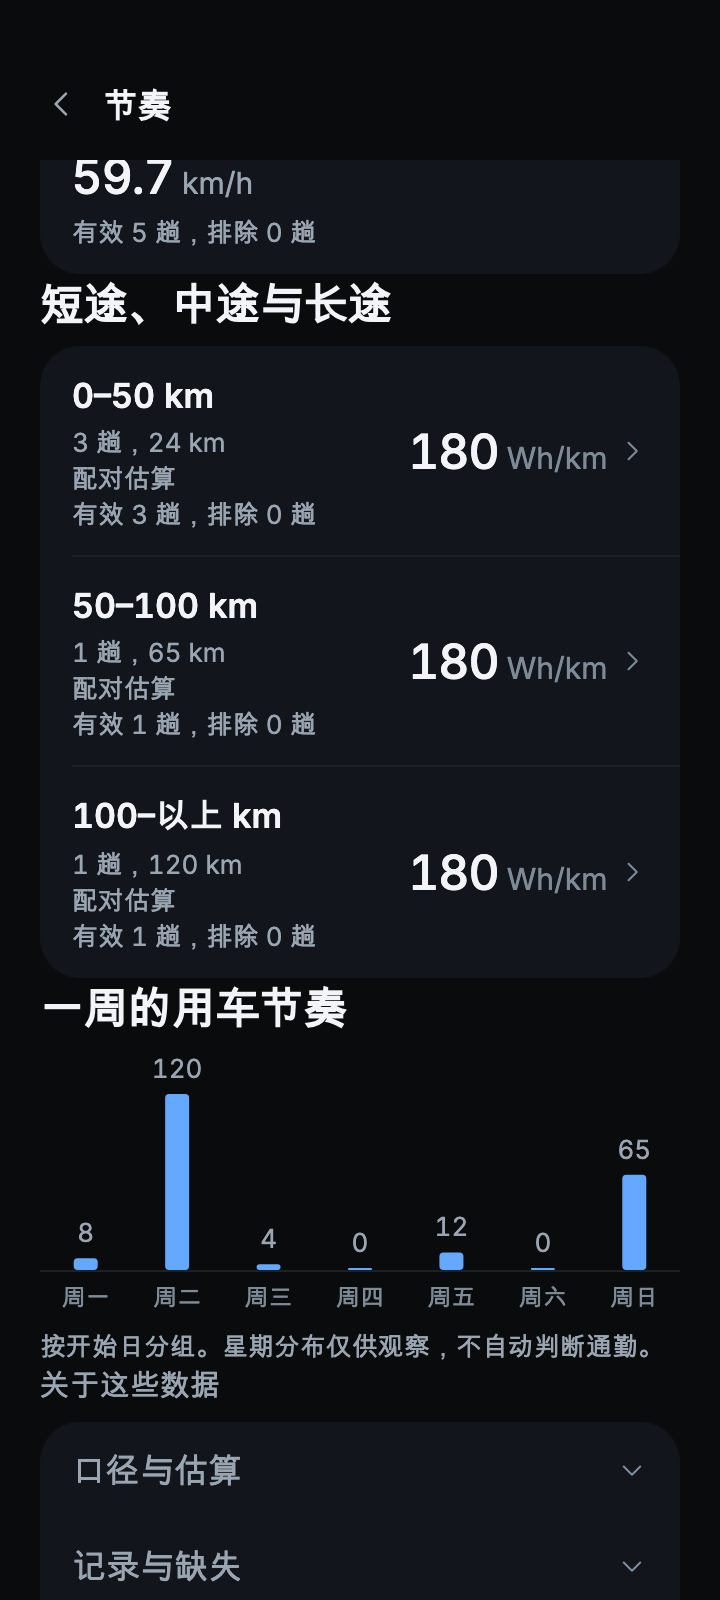 节奏
59.7 km/h
有效 5 趟，排除 0 趟
短途、中途与长途
0–50 km
3 趟，24 km
配对估算
有效 3 趟，排除 0 趟
180 Wh/km
50–100 km
1 趟，65 km
配对估算
有效 1 趟，排除 0 趟
180 Wh/km
100–以上 km
1 趟，120 km
配对估算
有效 1 趟，排除 0 趟
180 Wh/km
一周的用车节奏
8 120 4 0 12 0 65
周一 周二 周三 周四 周五 周六 周日
按开始日分组。星期分布仅供观察，不自动判断通勤。
关于这些数据
口径与估算
记录与缺失